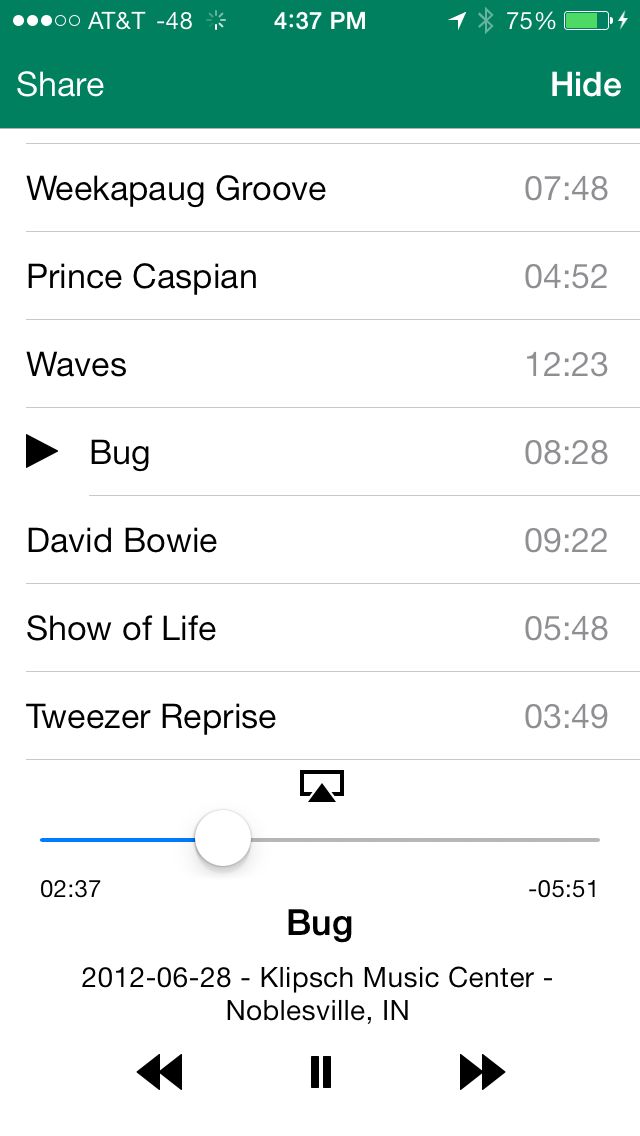 AT&T -48 4:37 PM 75%
Share Hide
Weekapaug Groove 07:48
Prince Caspian 04:52
Waves 12:23
Bug 08:28
David Bowie 09:22
Show of Life 05:48
Tweezer Reprise 03:49
02:37 -05:51
Bug
2012-06-28 - Klipsch Music Center -
Noblesville, IN